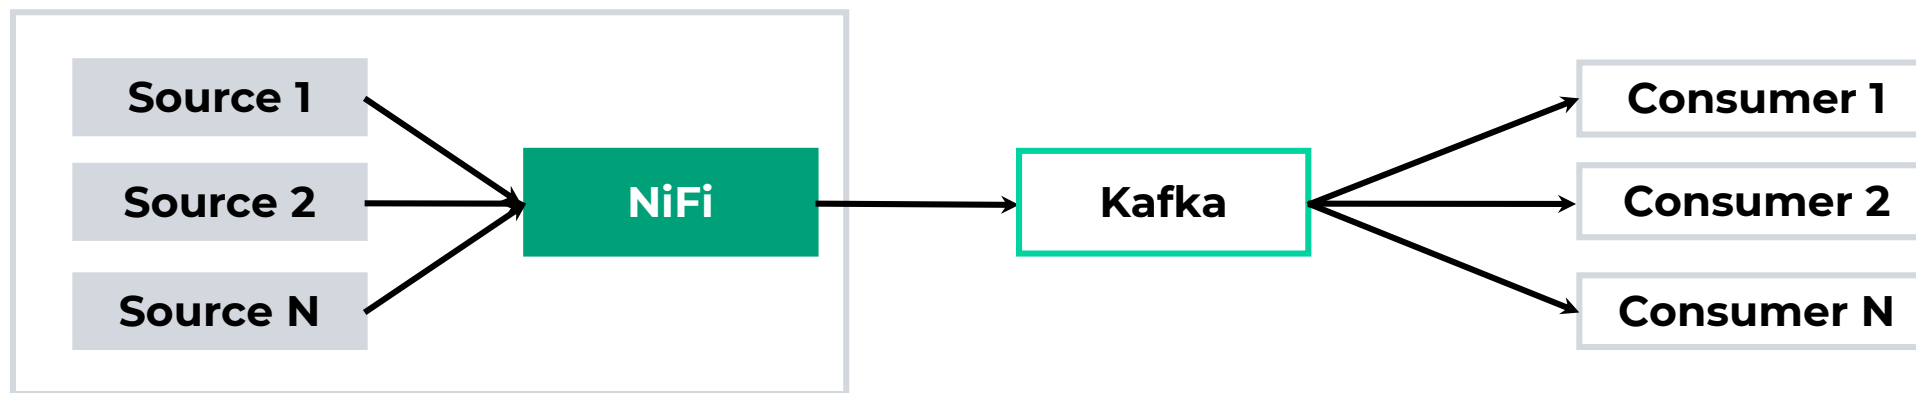 Source 1
Source 2
Source N
NiFi
Kafka
Consumer 1
Consumer 2
Consumer N